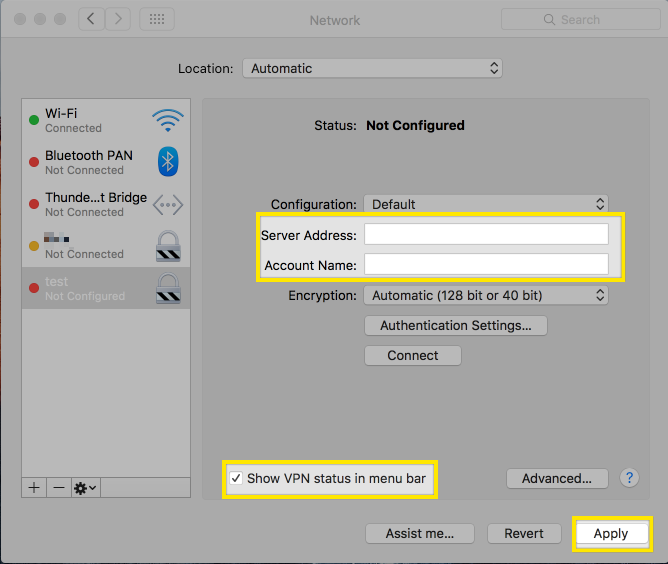 Network
Search
Location: Automatic
Wi-Fi
Connected
Bluetooth PAN
Not Connected
Thunde...t Bridge
Not Connected
Not Connected
test
Not Configured
Status: Not Configured
Configuration: Default
Server Address:
Account Name:
Encryption: Automatic (128 bit or 40 bit)
Authentication Settings...
Connect
Show VPN status in menu bar
Advanced...
?
Assist me...
Revert
Apply